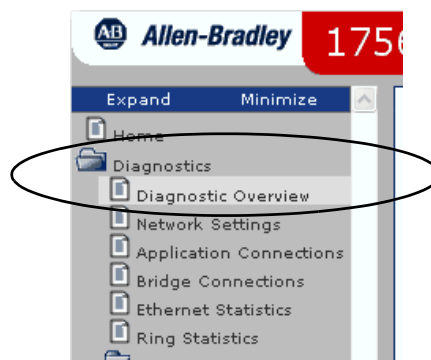 AB Allen-Bradley 1756
Expand Minimize
Home
Diagnostics
Diagnostic Overview
Network Settings
Application Connections
Bridge Connections
Ethernet Statistics
Ring Statistics